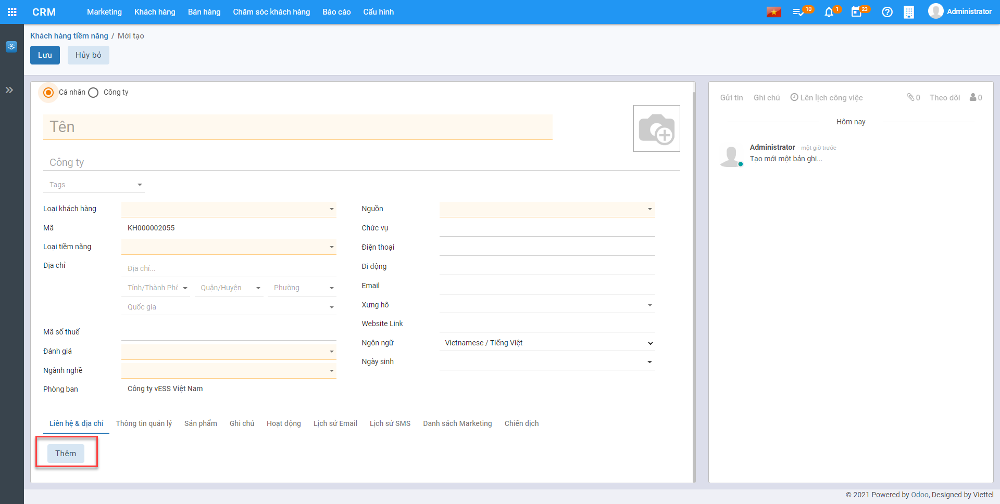 CRM Marketing Khách hàng Bán hàng Chăm sóc khách hàng Báo cáo Cấu hình 10 1 23 Administrator
Khách hàng tiềm năng / Mới tạo
Lưu Hủy bỏ
Cá nhân Công ty
Tên
Công ty
Tags
Loại khách hàng
Mã KH000002055
Loại tiềm năng
Địa chỉ Địa chỉ...
Tỉnh/Thành Phố Quận/Huyện Phường
Quốc gia
Mã số thuế
Đánh giá
Ngành nghề
Phòng ban Công ty vESS Việt Nam
Nguồn
Chức vụ
Điện thoại
Di động
Email
Xưng hô
Website Link
Ngôn ngữ Vietnamese / Tiếng Việt
Ngày sinh
Liên hệ & địa chỉ Thông tin quản lý Sản phẩm Ghi chú Hoạt động Lịch sử Email Lịch sử SMS Danh sách Marketing Chiến dịch
Thêm
Gửi tin Ghi chú Lên lịch công việc 0 Theo dõi 0
Hôm nay
Administrator - một giờ trước
Tạo mới một bản ghi...
© 2021 Powered by Odoo, Designed by Viettel